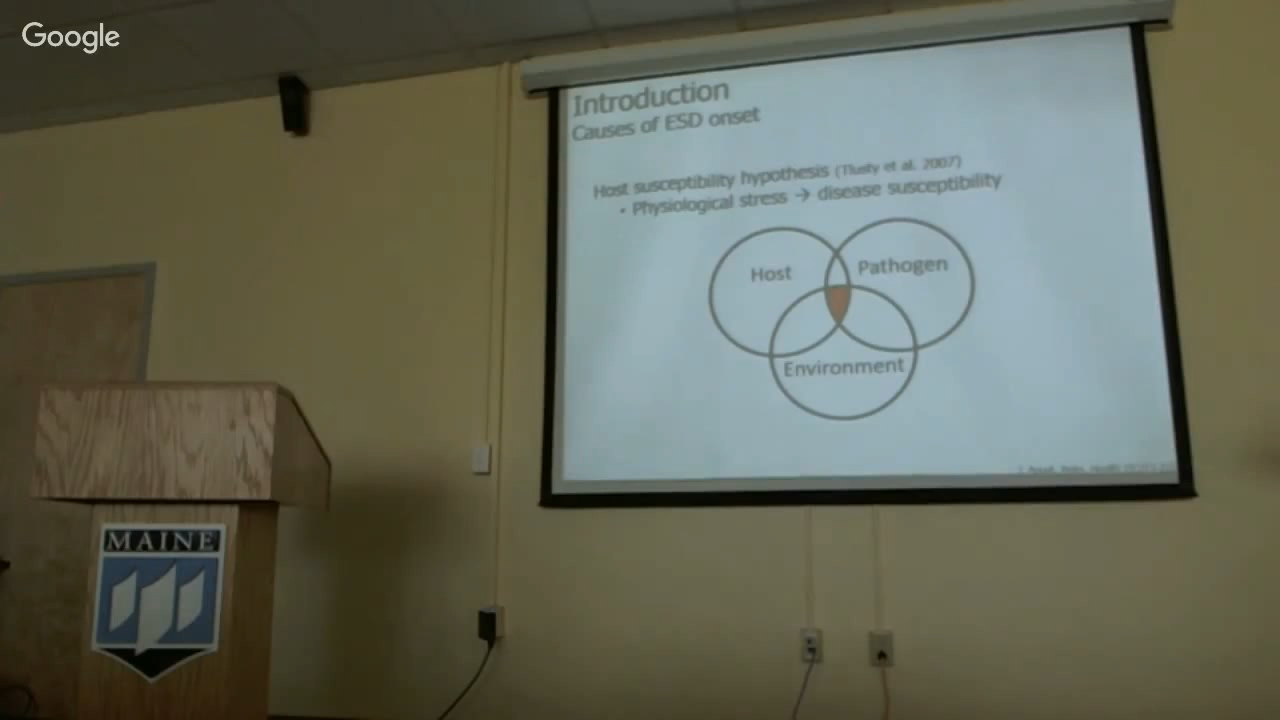 Google
Introduction
Causes of ESD onset
Host susceptibility hypothesis (Tlusty et al. 2007)
• Physiological stress → disease susceptibility
Host
Pathogen
Environment
MAINE